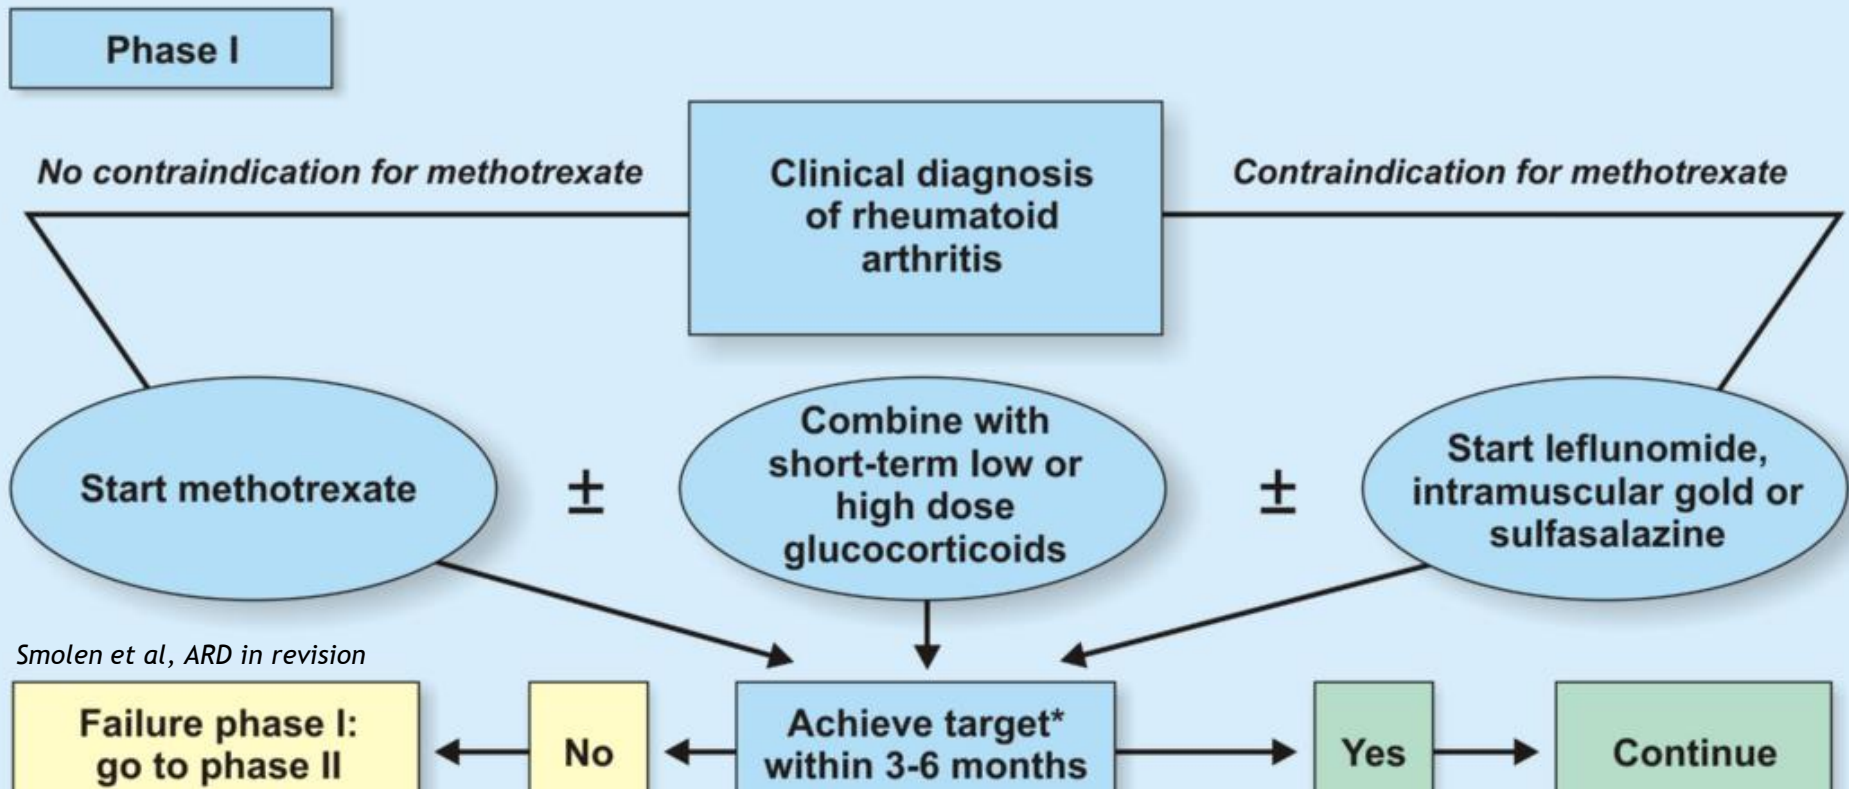 Phase I
No contraindication for methotrexate
Clinical diagnosis
of rheumatoid
arthritis
Contraindication for methotrexate
Start methotrexate
±
Combine with
short-term low or
high dose
glucocorticoids
±
Start leflunomide,
intramuscular gold or
sulfasalazine
Smolen et al, ARD in revision
Failure phase I:
go to phase II
No
Achieve target*
within 3-6 months
Yes
Continue